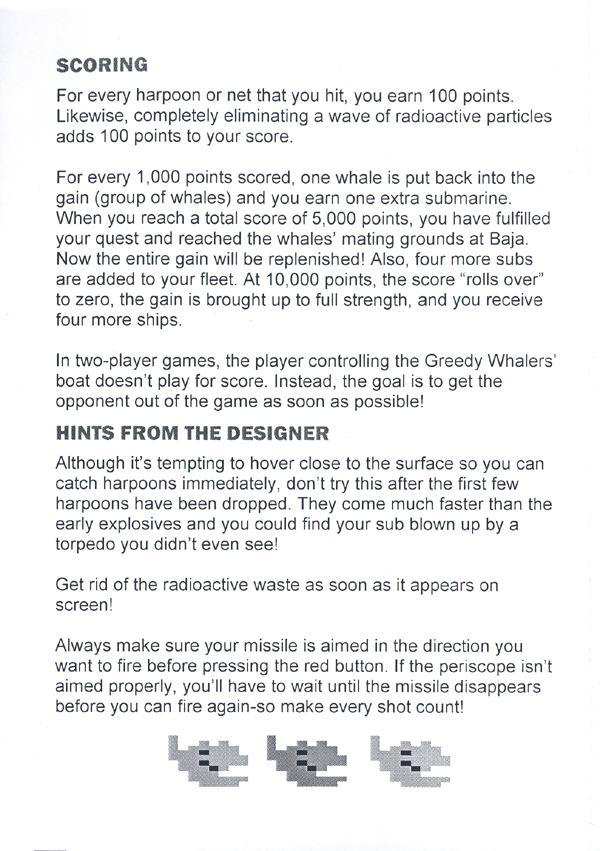 SCORING
For every harpoon or net that you hit, you earn 100 points.
Likewise, completely eliminating a wave of radioactive particles
adds 100 points to your score.
For every 1,000 points scored, one whale is put back into the
gain (group of whales) and you earn one extra submarine.
When you reach a total score of 5,000 points, you have fulfilled
your quest and reached the whales' mating grounds at Baja.
Now the entire gain will be replenished! Also, four more subs
are added to your fleet. At 10,000 points, the score "rolls over"
to zero, the gain is brought up to full strength, and you receive
four more ships.
In two-player games, the player controlling the Greedy Whalers'
boat doesn't play for score. Instead, the goal is to get the
opponent out of the game as soon as possible!
HINTS FROM THE DESIGNER
Although it's tempting to hover close to the surface so you can
catch harpoons immediately, don't try this after the first few
harpoons have been dropped. They come much faster than the
early explosives and you could find your sub blown up by a
torpedo you didn't even see!
Get rid of the radioactive waste as soon as it appears on
screen!
Always make sure your missile is aimed in the direction you
want to fire before pressing the red button. If the periscope isn't
aimed properly, you'll have to wait until the missile disappears
before you can fire again-so make every shot count!